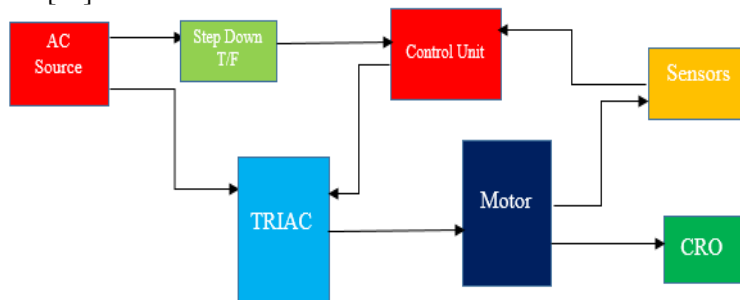 AC
Source
Step Down
T/F
Control Unit
Sensors
TRIAC
Motor
CRO